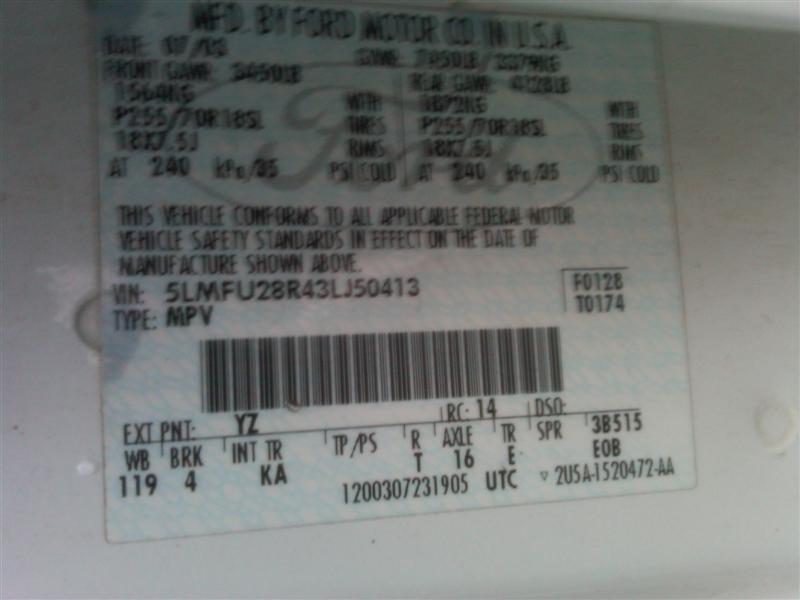 MFD. BY FORD MOTOR CO. IN U.S.A.
DATE: 07/03 GVWR: 7450LB/3379KG
FRONT GAWR: 3450LB REAR GAWR: 4128LB
1564KG WITH 1872KG WITH
P255/70R18SL TIRES P255/70R18SL TIRES
18X7.5J RIMS 18X7.5J RIMS
AT 240 kPa/35 PSI COLD AT 240 kPa/35 PSI COLD
Ford
THIS VEHICLE CONFORMS TO ALL APPLICABLE FEDERAL MOTOR
VEHICLE SAFETY STANDARDS IN EFFECT ON THE DATE OF
MANUFACTURE SHOWN ABOVE.
VIN: 5LMFU28R43LJ50413 F0128
TYPE: MPV T0174
EXT PNT: YZ RC: 14 DSO:
WB BRK INT TR TP/PS R AXLE TR SPR 3B515
119 4 KA T 16 E EOB
1200307231905 UTC ▽ 2U5A-1520472-AA